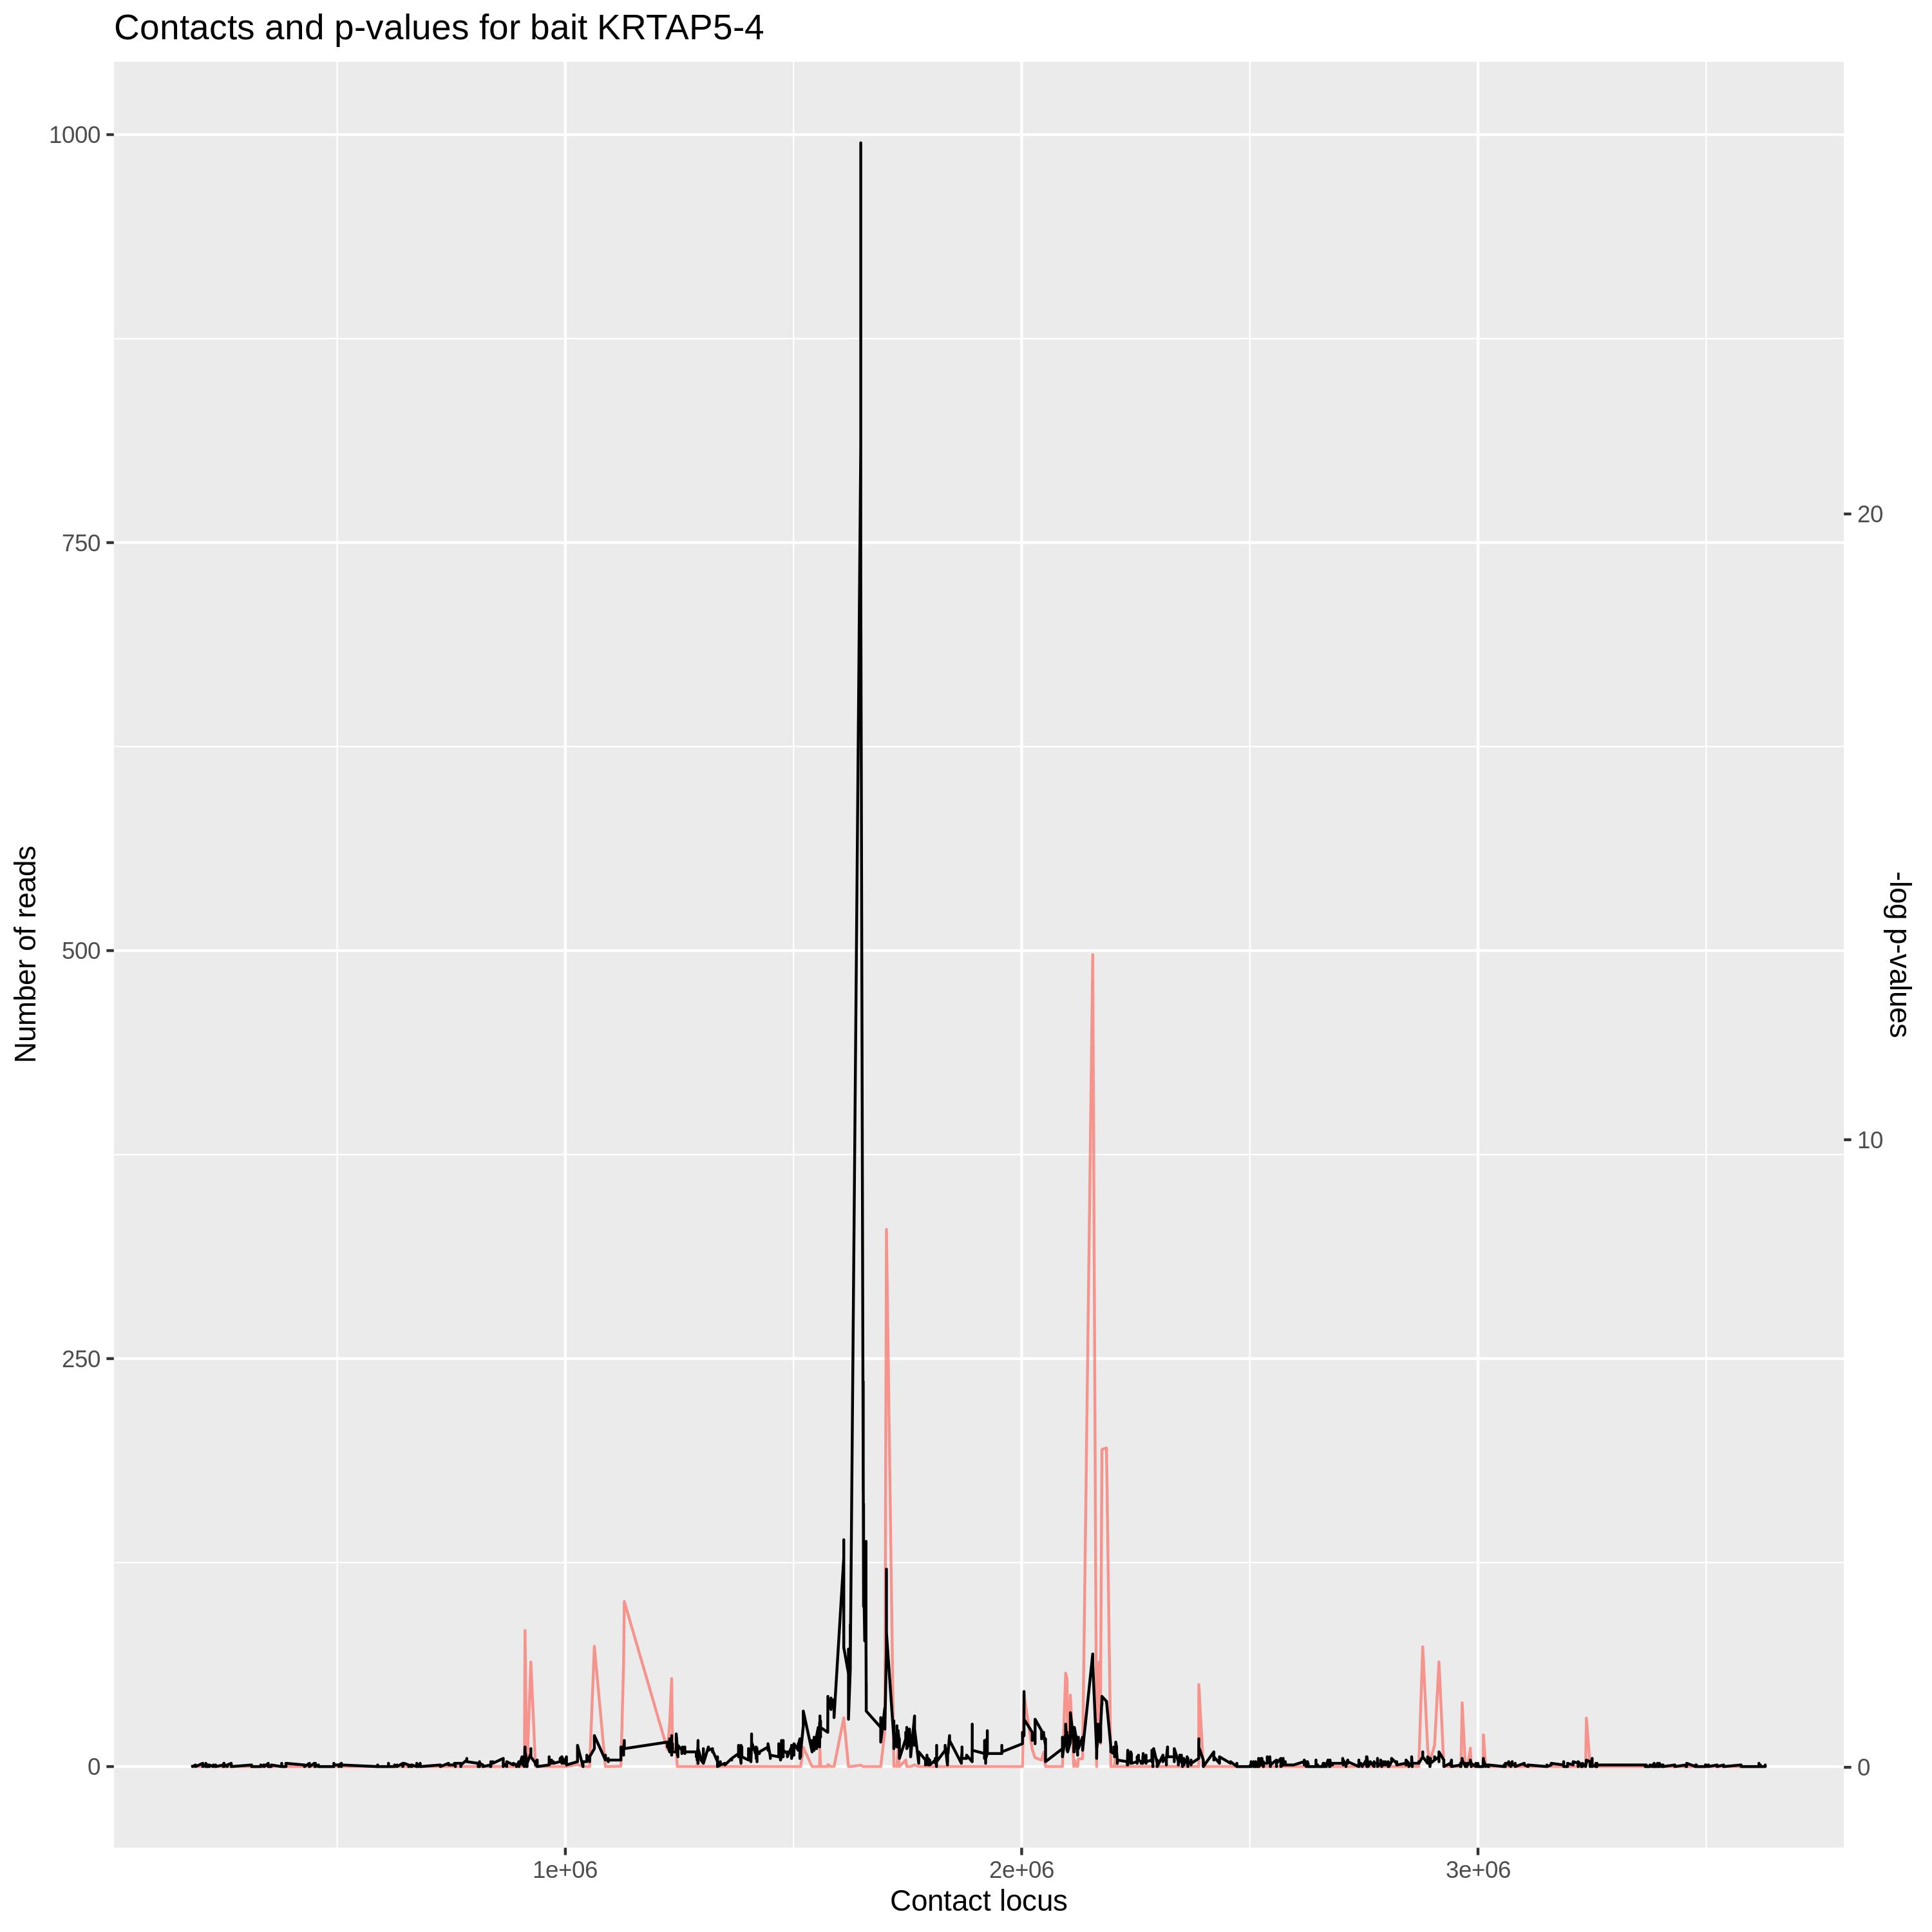 Contacts and p-values for bait KRTAP5-4
1000
750
500
250
0
Number of reads
20
10
0
-log p-values
1e+06
2e+06
3e+06
Contact locus